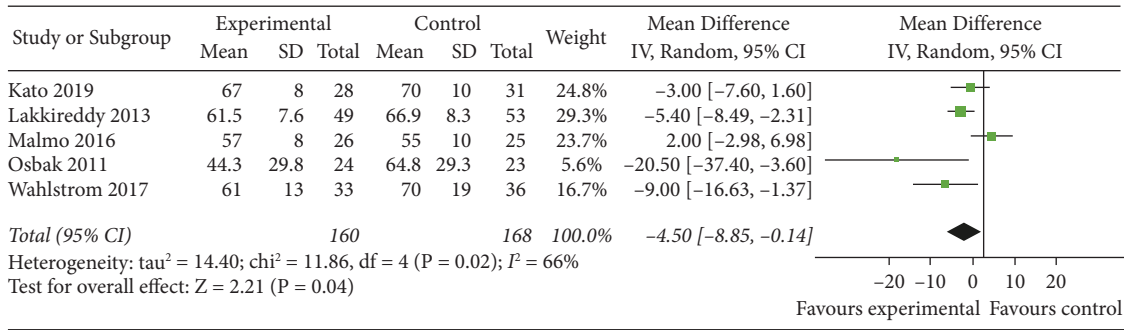 Study or Subgroup Experimental Control Weight Mean Difference Mean Difference
Mean SD Total Mean SD Total IV, Random, 95% CI IV, Random, 95% CI
Kato 2019 67 8 28 70 10 31 24.8% –3.00 [–7.60, 1.60]
Lakkireddy 2013 61.5 7.6 49 66.9 8.3 53 29.3% –5.40 [–8.49, –2.31]
Malmo 2016 57 8 26 55 10 25 23.7% 2.00 [–2.98, 6.98]
Osbak 2011 44.3 29.8 24 64.8 29.3 23 5.6% –20.50 [–37.40, –3.60]
Wahlstrom 2017 61 13 33 70 19 36 16.7% –9.00 [–16.63, –1.37]
Total (95% CI) 160 168 100.0% –4.50 [–8.85, –0.14]
Heterogeneity: tau² = 14.40; chi² = 11.86, df = 4 (P = 0.02); I² = 66%
Test for overall effect: Z = 2.21 (P = 0.04)
–20 –10 0 10 20
Favours experimental Favours control